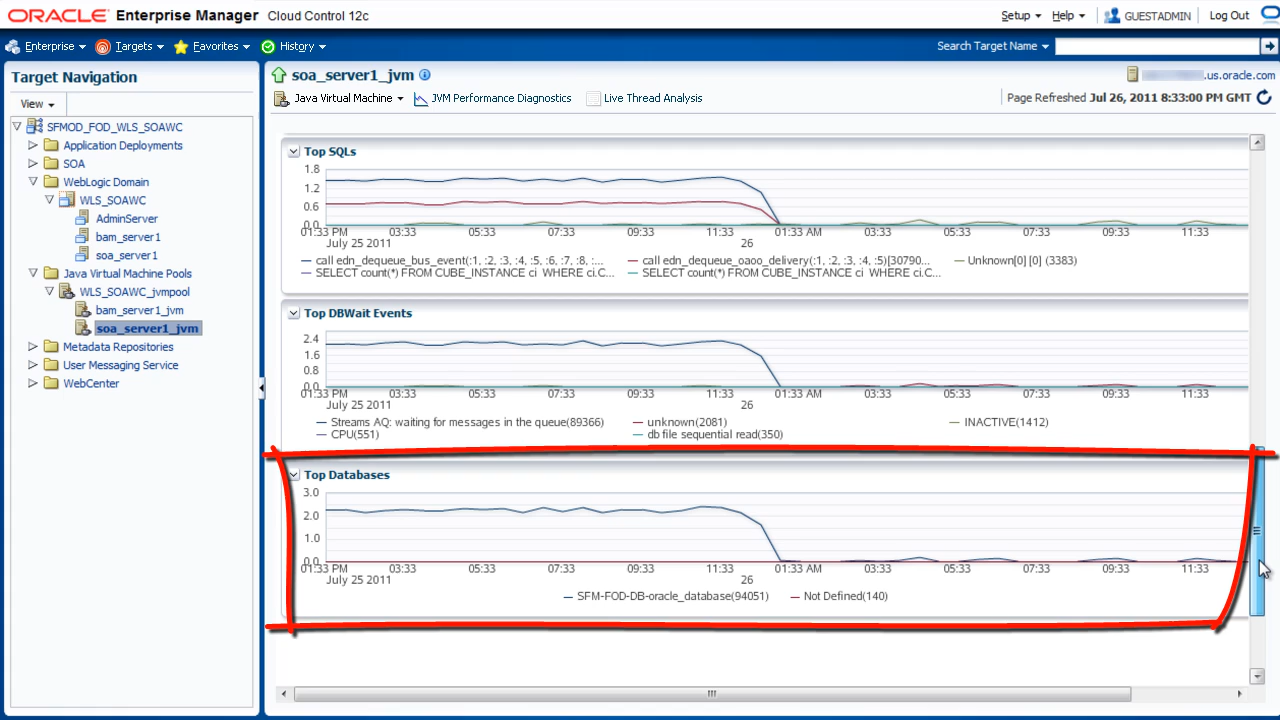 ORACLE Enterprise Manager Cloud Control 12c
Setup Help GUESTADMIN Log Out
Enterprise Targets Favorites History Search Target Name
Target Navigation
View
SFMOD_FOD_WLS_SOAWC
Application Deployments
SOA
WebLogic Domain
WLS_SOAWC
AdminServer
bam_server1
soa_server1
Java Virtual Machine Pools
WLS_SOAWC_jvmpool
bam_server1_jvm
soa_server1_jvm
Metadata Repositories
User Messaging Service
WebCenter
soa_server1_jvm
.us.oracle.com
Java Virtual Machine JVM Performance Diagnostics Live Thread Analysis
Page Refreshed Jul 26, 2011 8:33:00 PM GMT
Top SQLs
1.8
1.2
0.6
0.0
01:33 PM 03:33 05:33 07:33 09:33 11:33 01:33 AM 03:33 05:33 07:33 09:33 11:33
July 25 2011 26
call edn_dequeue_bus_event(:1, :2, :3, :4, :5, :6, :7, :8, :... call edn_dequeue_oaoo_delivery(:1, :2, :3, :4, :5)[30790... Unknown[0] [0] (3383)
SELECT count(*) FROM CUBE_INSTANCE ci WHERE ci.C... SELECT count(*) FROM CUBE_INSTANCE ci WHERE ci.C...
Top DBWait Events
2.4
1.6
0.8
0.0
01:33 PM 03:33 05:33 07:33 09:33 11:33 01:33 AM 03:33 05:33 07:33 09:33 11:33
July 25 2011 26
Streams AQ: waiting for messages in the queue(89366) unknown(2081) INACTIVE(1412)
CPU(551) db file sequential read(350)
Top Databases
3.0
2.0
1.0
0.0
01:33 PM 03:33 05:33 07:33 09:33 11:33 01:33 AM 03:33 05:33 07:33 09:33 11:33
July 25 2011 26
SFM-FOD-DB-oracle_database(94051) Not Defined(140)